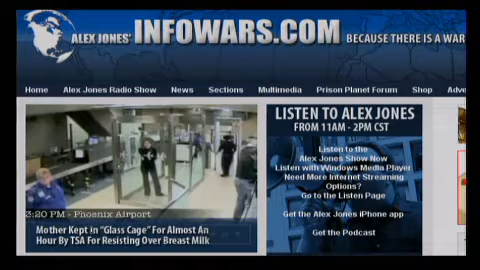 ALEX JONES' INFOWARS.COM BECAUSE THERE IS A WAR
Home Alex Jones Radio Show News Sections Multimedia Prison Planet Forum Shop Adve
LISTEN TO ALEX JONES
FROM 11AM - 2PM CST
Listen to the
Alex Jones Show Now
Listen with Windows Media Player
Need More Internet Streaming
Options?
Go to the Listen Page
Get the Alex Jones iPhone app
Get the Podcast
3:20 PM - Phoenix Airport
Mother Kept in "Glass Cage" For Almost An
Hour By TSA For Resisting Over Breast Milk